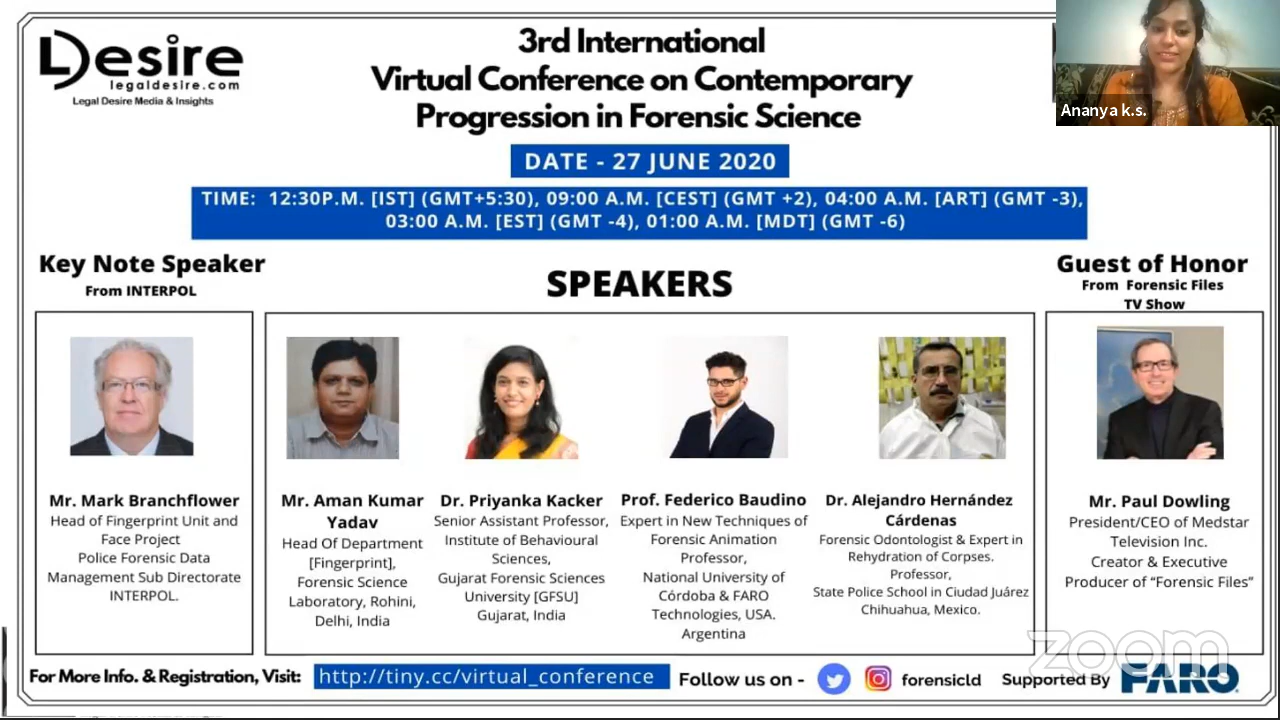 Desire
legaldesire.com
Legal Desire Media & Insights
3rd International
Virtual Conference on Contemporary
Progression in Forensic Science
DATE - 27 JUNE 2020
TIME: 12:30P.M. [IST] (GMT+5:30), 09:00 A.M. [CEST] (GMT +2), 04:00 A.M. [ART] (GMT -3),
03:00 A.M. [EST] (GMT -4), 01:00 A.M. [MDT] (GMT -6)
Ananya k.s.
Key Note Speaker
From INTERPOL
SPEAKERS
Guest of Honor
From Forensic Files
TV Show
Mr. Mark Branchflower
Head of Fingerprint Unit and
Face Project
Police Forensic Data
Management Sub Directorate
INTERPOL.
Mr. Aman Kumar
Yadav
Head Of Department
[Fingerprint],
Forensic Science
Laboratory, Rohini,
Delhi, India
Dr. Priyanka Kacker
Senior Assistant Professor,
Institute of Behavioural
Sciences,
Gujarat Forensic Sciences
University [GFSU]
Gujarat, India
Prof. Federico Baudino
Expert in New Techniques of
Forensic Animation
Professor,
National University of
Córdoba & FARO
Technologies, USA.
Argentina
Dr. Alejandro Hernández
Cárdenas
Forensic Odontologist & Expert in
Rehydration of Corpses.
Professor,
State Police School in Ciudad Juárez
Chihuahua, Mexico.
Mr. Paul Dowling
President/CEO of Medstar
Television Inc.
Creator & Executive
Producer of “Forensic Files”
zoom
For More Info. & Registration, Visit: http://tiny.cc/virtual_conference Follow us on - forensicld Supported By FARO